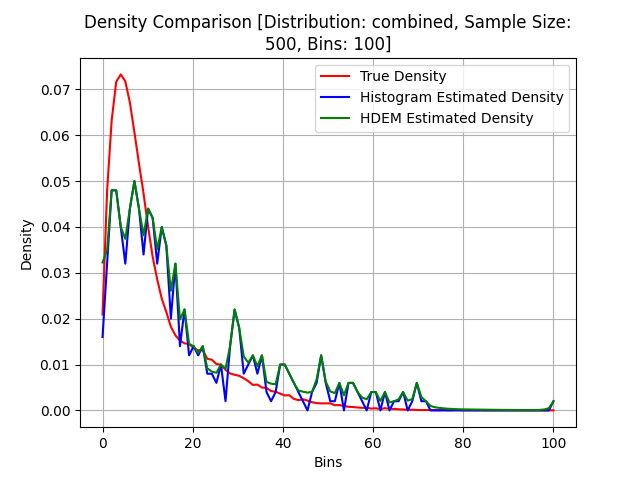 Density Comparison [Distribution: combined, Sample Size:
500, Bins: 100]
True Density
Histogram Estimated Density
HDEM Estimated Density
Density
0.07
0.06
0.05
0.04
0.03
0.02
0.01
0.00
0 20 40 60 80 100
Bins